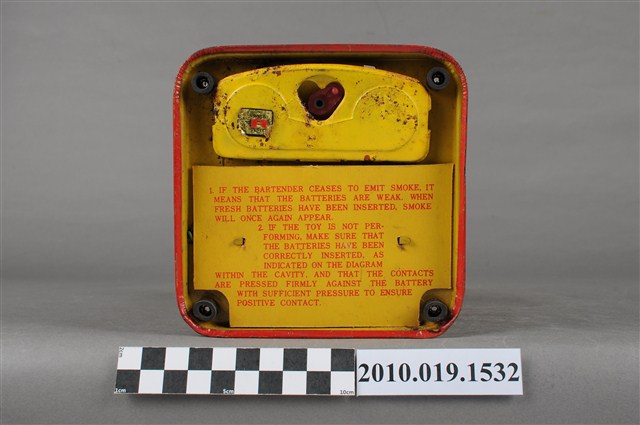 1. IF THE BARTENDER CEASES TO EMIT SMOKE, IT
MEANS THAT THE BATTERIES ARE WEAK. WHEN
FRESH BATTERIES HAVE BEEN INSERTED, SMOKE
WILL ONCE AGAIN APPEAR.
2. IF THE TOY IS NOT PER-
FORMING, MAKE SURE THAT
THE BATTERIES HAVE BEEN
CORRECTLY INSERTED, AS
INDICATED ON THE DIAGRAM
WITHIN THE CAVITY. AND THAT THE CONTACTS
ARE PRESSED FIRMLY AGAINST THE BATTERY
WITH SUFFICIENT PRESSURE TO ENSURE
POSITIVE CONTACT.
2010.019.1532
1cm 5cm 10cm